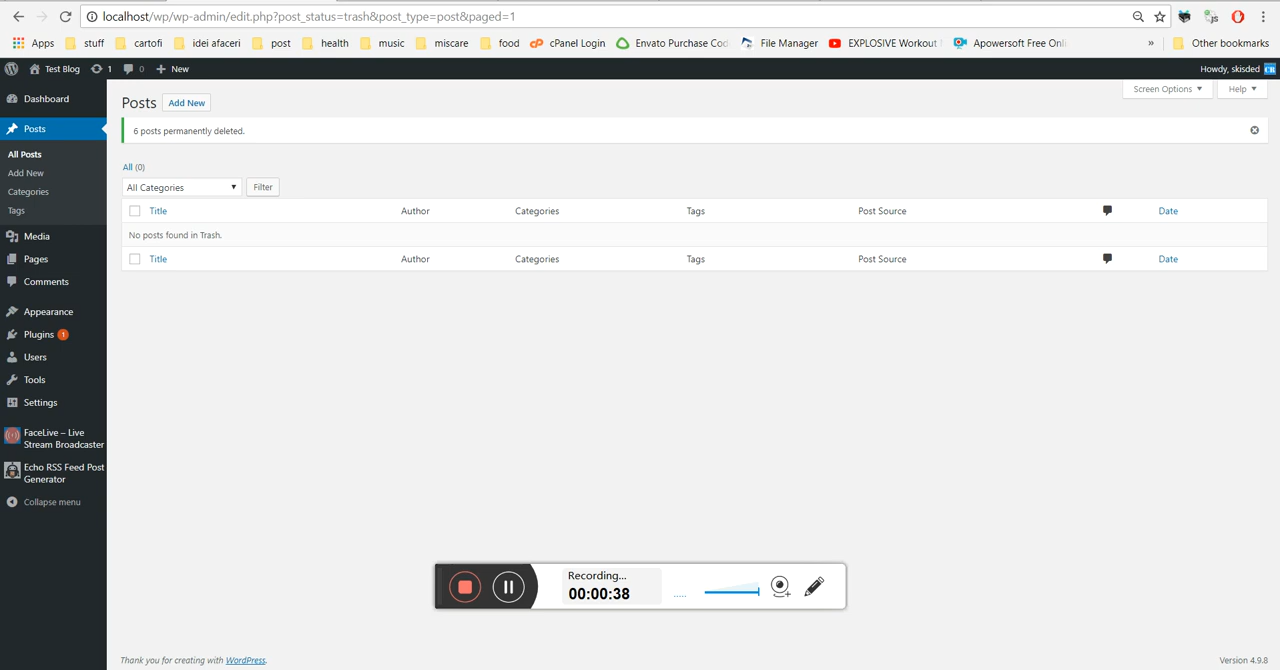 localhost/wp/wp-admin/edit.php?post_status=trash&post_type=post&paged=1
Apps stuff cartofi idei afaceri post health music miscare food cPanel Login Envato Purchase Cod File Manager EXPLOSIVE Workout Apowersoft Free Onli » Other bookmarks
Test Blog 1 0 + New Howdy, skisded
Dashboard
Posts
All Posts
Add New
Categories
Tags
Media
Pages
Comments
Appearance
Plugins 1
Users
Tools
Settings
FaceLive – Live
Stream Broadcaster
Echo RSS Feed Post
Generator
Collapse menu
Posts Add New
Screen Options ▼ Help ▼
6 posts permanently deleted.
All (0)
All Categories ▼ Filter
Title Author Categories Tags Post Source Date
No posts found in Trash.
Title Author Categories Tags Post Source Date
Recording...
00:00:38
Thank you for creating with WordPress.
Version 4.9.8